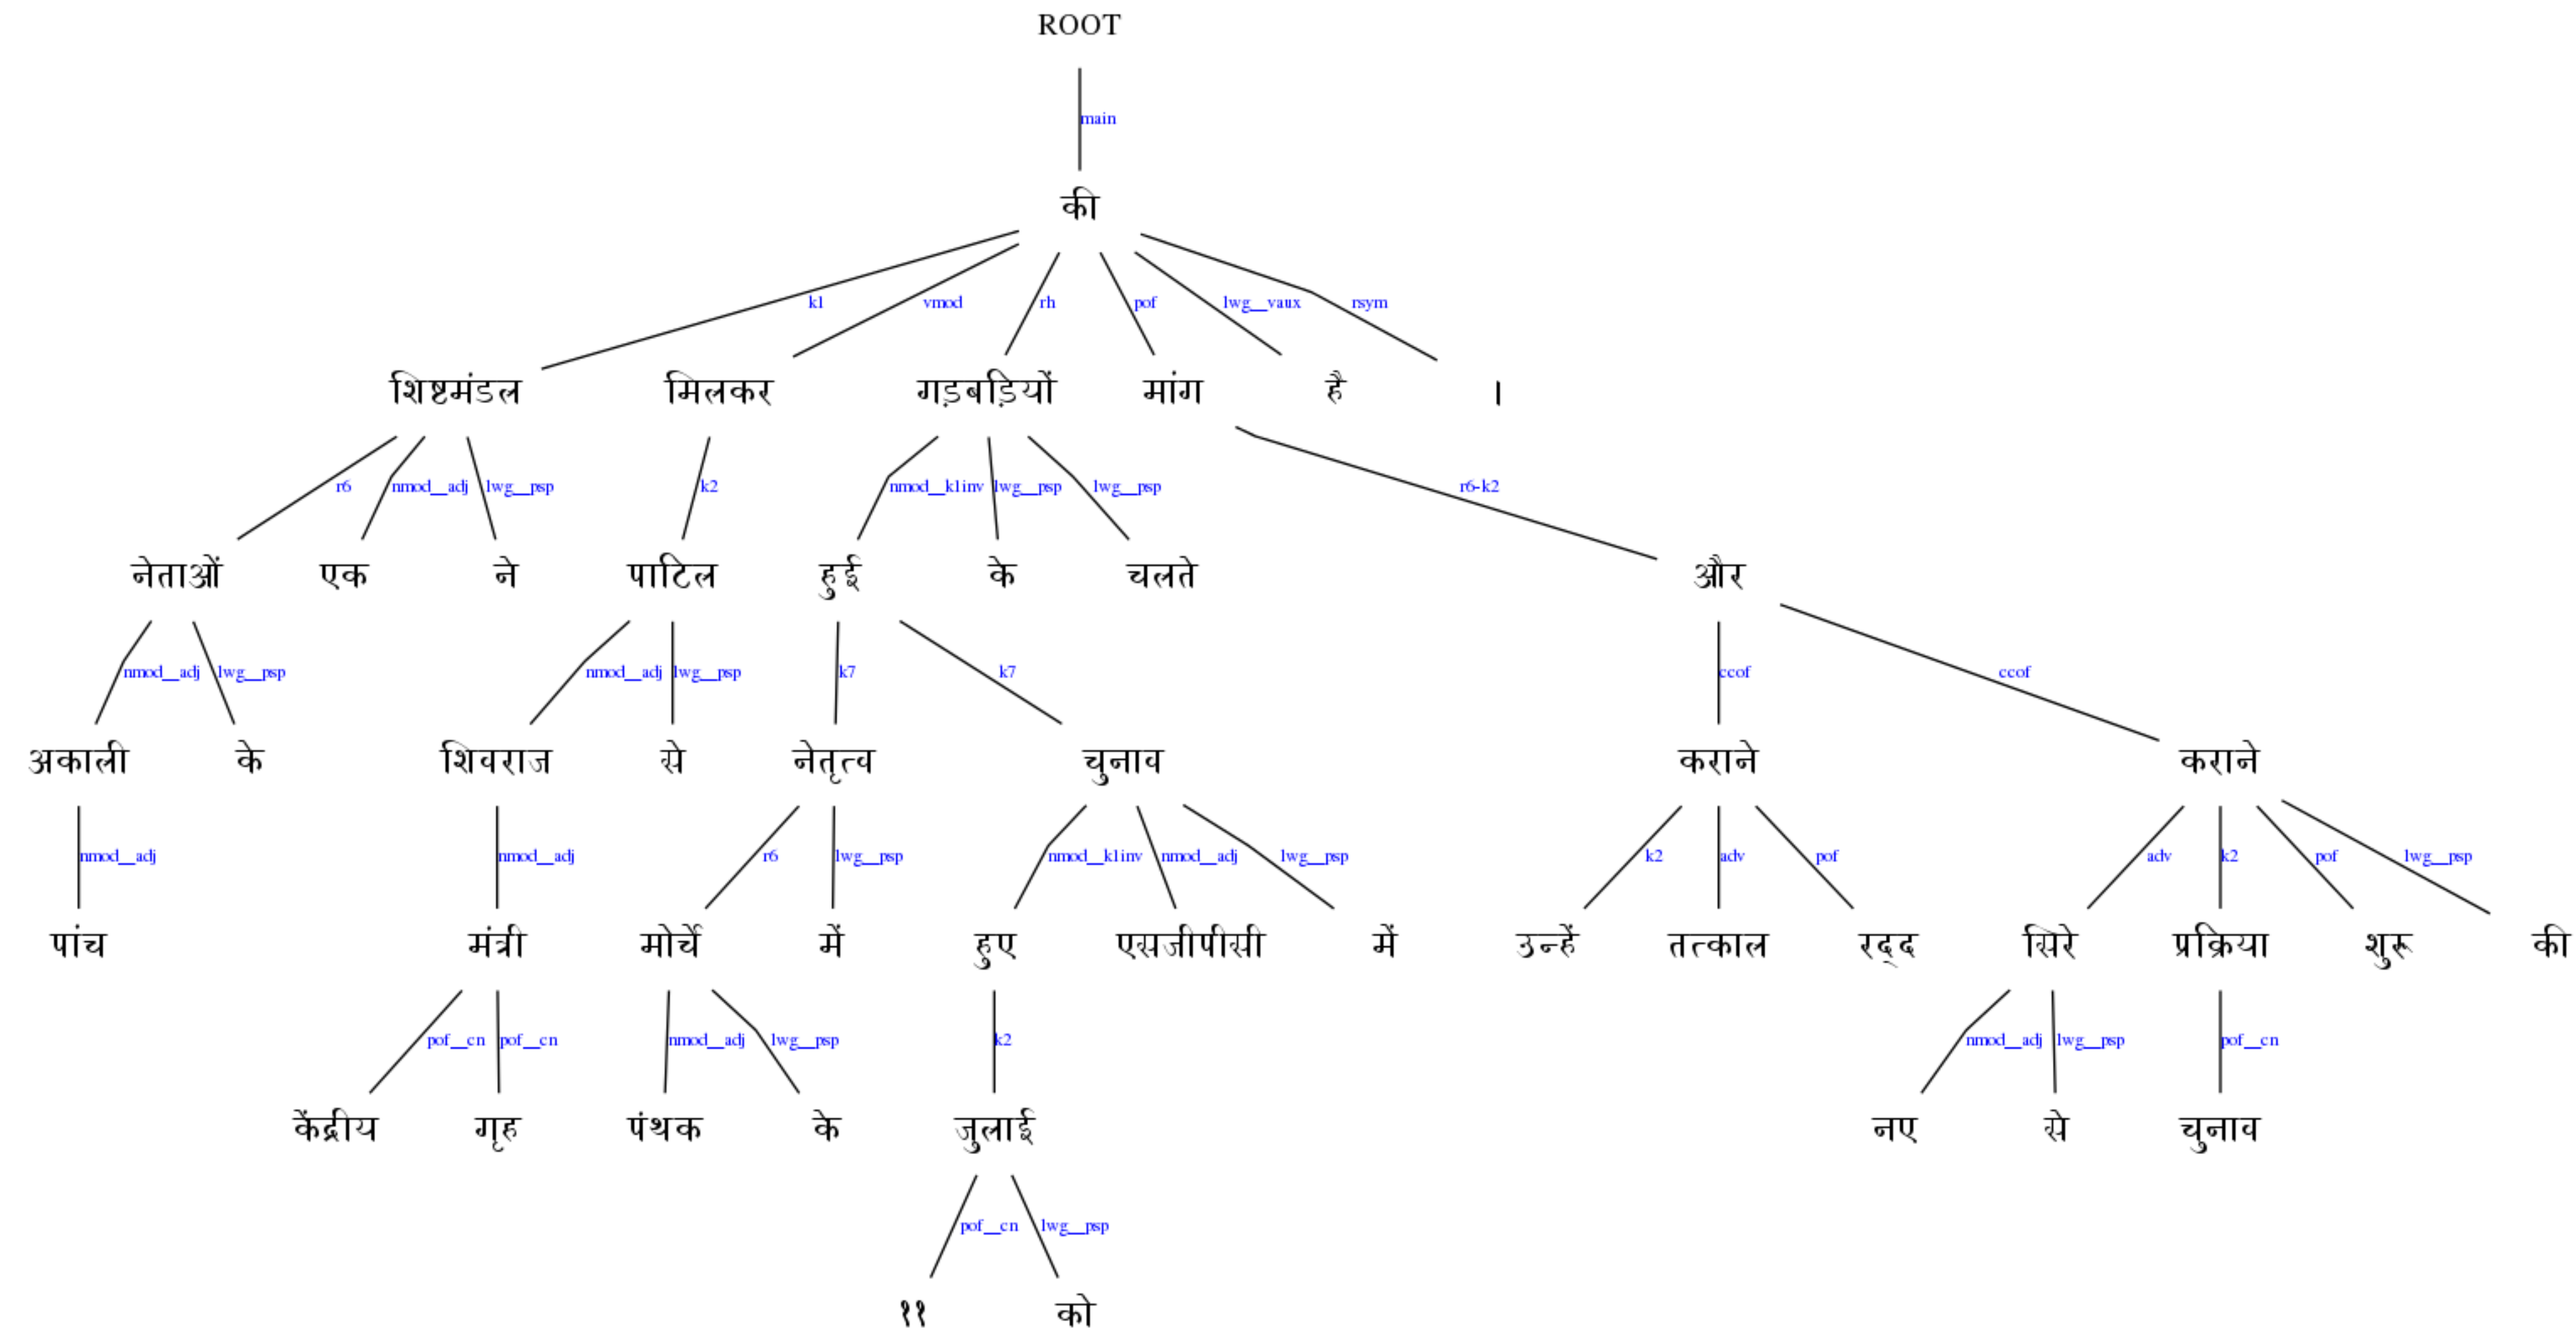 ROOT
main
की
k1 vmod rh pof lwg__vaux rsym
शिष्टमंडल मिलकर गड़बड़ियों मांग है ।
r6 nmod__adj lwg__psp k2 nmod__k1inv lwg__psp lwg__psp r6-k2
नेताओं एक ने पाटिल हुई के चलते और
nmod__adj lwg__psp nmod__adj lwg__psp k7 k7 ccof ccof
अकाली के शिवराज से नेतृत्व चुनाव कराने कराने
nmod__adj nmod__adj r6 lwg__psp nmod__k1inv nmod__adj lwg__psp k2 adv pof adv k2 pof lwg__psp
पांच मंत्री मोर्चे में हुए एसजीपीसी में उन्हें तत्काल रद्द सिरे प्रक्रिया शुरू की
pof__cn pof__cn nmod__adj lwg__psp k2 nmod__adj lwg__psp pof__cn
केंद्रीय गृह पंथक के जुलाई नए से चुनाव
pof__cn lwg__psp
११ को